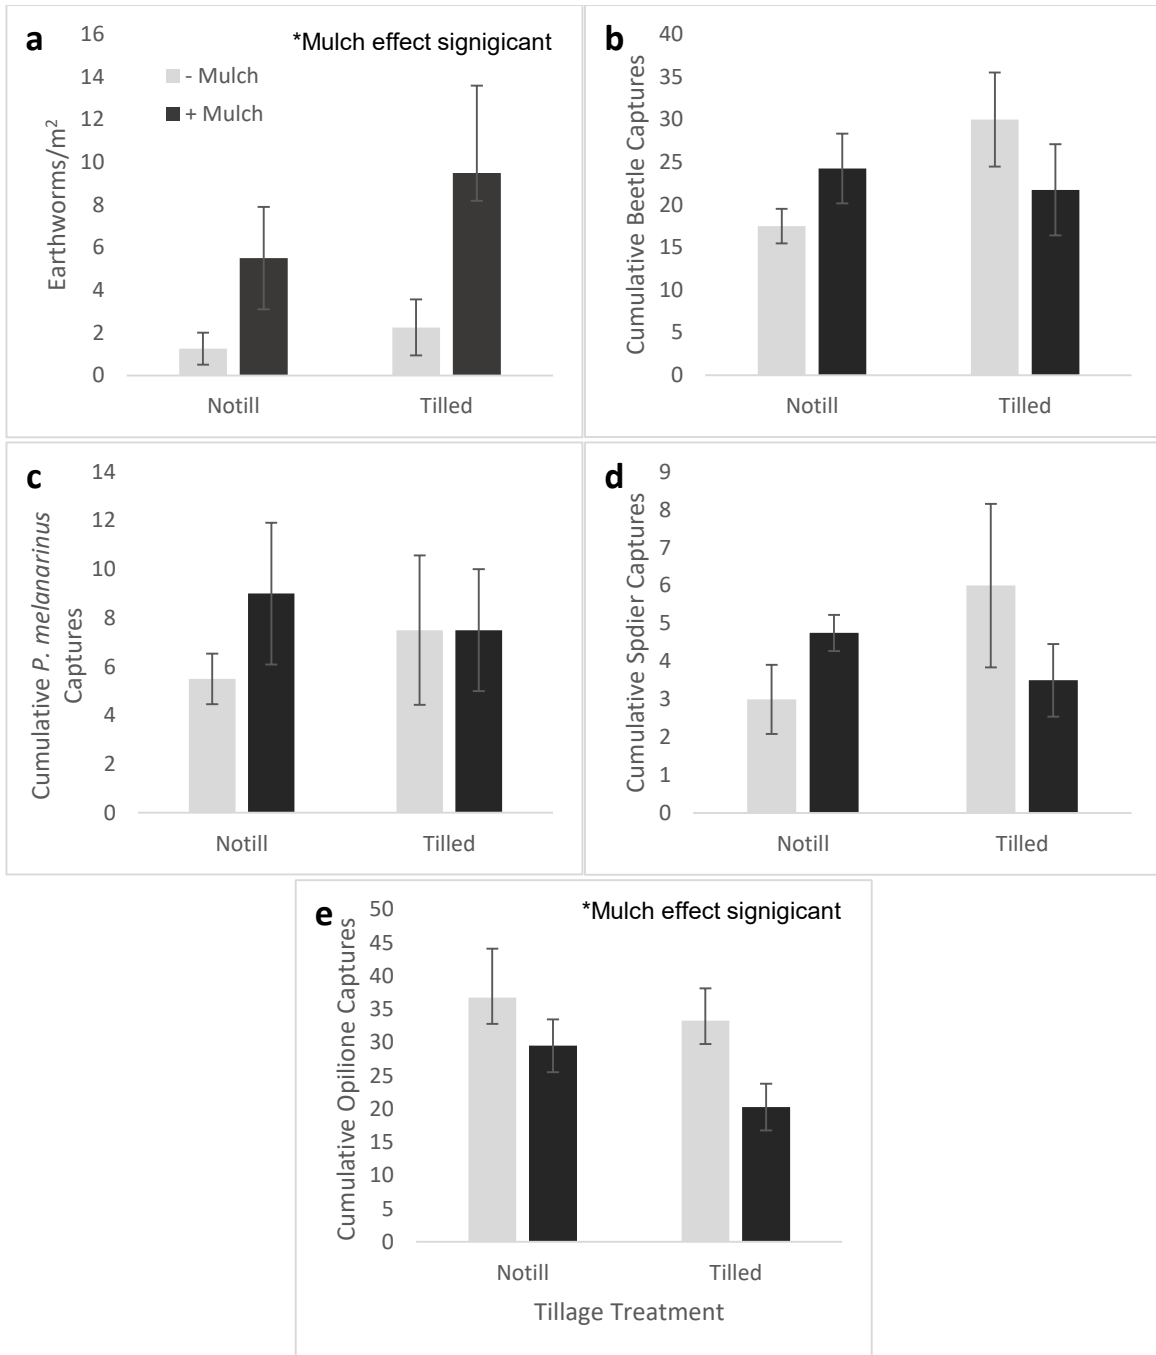 a
*Mulch effect signigicant
- Mulch
+ Mulch
Earthworms/m²
16
14
12
10
8
6
4
2
0
Notill
Tilled
b
Cumulative Beetle Captures
40
35
30
25
20
15
10
5
0
Notill
Tilled
c
Cumulative P. melanarinus
Captures
14
12
10
8
6
4
2
0
Notill
Tilled
d
Cumulative Spdier Captures
9
8
7
6
5
4
3
2
1
0
Notill
Tilled
e
*Mulch effect signigicant
Cumulative Opilione Captures
50
45
40
35
30
25
20
15
10
5
0
Notill
Tilled
Tillage Treatment